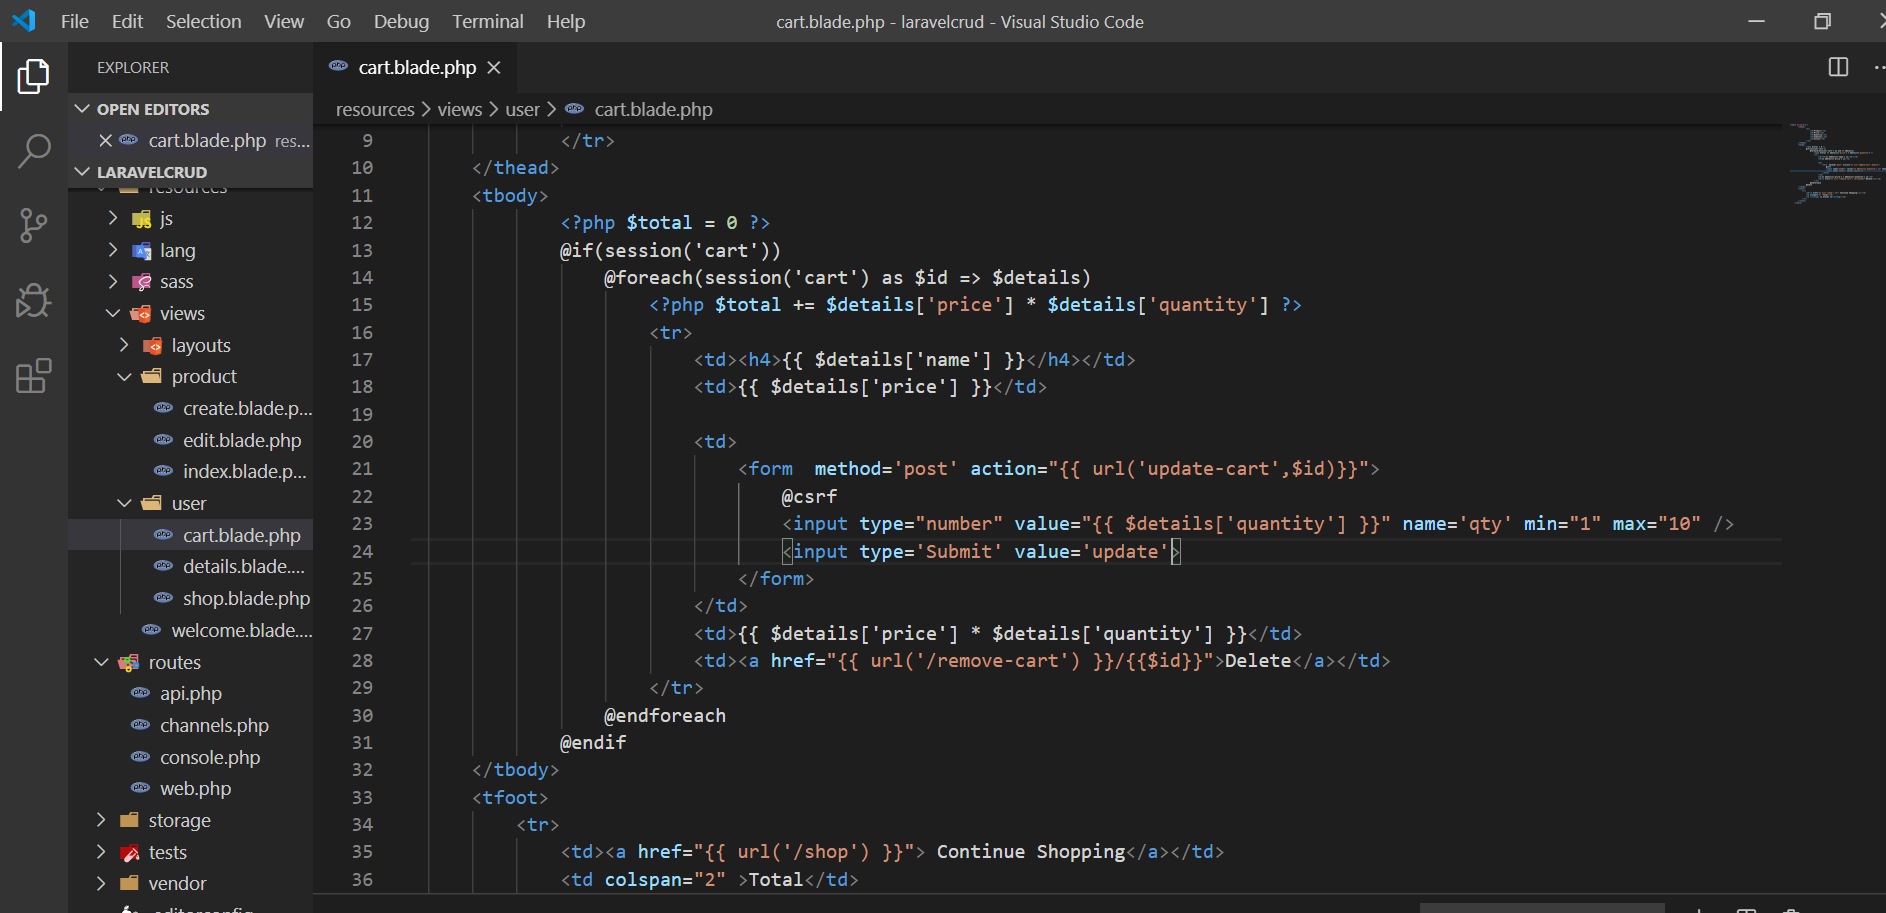 File Edit Selection View Go Debug Terminal Help
cart.blade.php - laravelcrud - Visual Studio Code
EXPLORER
OPEN EDITORS
cart.blade.php res...
LARAVELCRUD
resources
js
lang
sass
views
layouts
product
create.blade.p...
edit.blade.php
index.blade.p...
user
cart.blade.php
details.blade....
shop.blade.php
welcome.blade....
routes
api.php
channels.php
console.php
web.php
storage
tests
vendor
.editorconfig
cart.blade.php
resources > views > user > cart.blade.php
9 </tr>
10 </thead>
11 <tbody>
12 <?php $total = 0 ?>
13 @if(session('cart'))
14 @foreach(session('cart') as $id => $details)
15 <?php $total += $details['price'] * $details['quantity'] ?>
16 <tr>
17 <td><h4>{{ $details['name'] }}</h4></td>
18 <td>{{ $details['price'] }}</td>
19
20 <td>
21 <form  method='post' action="{{ url('update-cart',$id)}}">
22 @csrf
23 <input type="number" value="{{ $details['quantity'] }}" name='qty' min="1" max="10" />
24 <input type='Submit' value='update'>
25 </form>
26 </td>
27 <td>{{ $details['price'] * $details['quantity'] }}</td>
28 <td><a href="{{ url('/remove-cart') }}/{{$id}}">Delete</a></td>
29 </tr>
30 @endforeach
31 @endif
32 </tbody>
33 <tfoot>
34 <tr>
35 <td><a href="{{ url('/shop') }}"> Continue Shopping</a></td>
36 <td colspan="2" >Total</td>